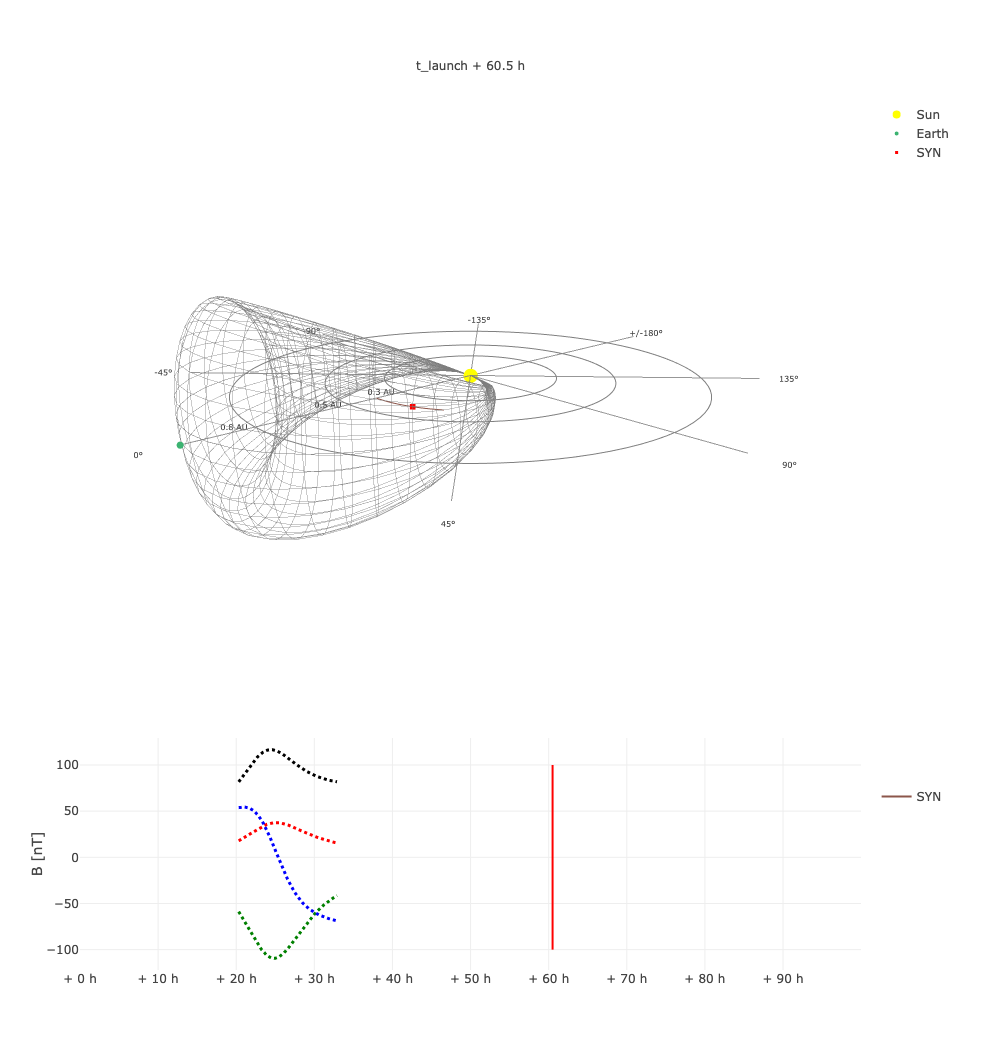 t_launch + 60.5 h
Sun
Earth
SYN
-135°
+/-180°
-90°
-45°
135°
0.3 AU
0.5 AU
0.8 AU
0°
90°
45°
100
50
0
−50
−100
B [nT]
SYN
+ 0 h
+ 10 h
+ 20 h
+ 30 h
+ 40 h
+ 50 h
+ 60 h
+ 70 h
+ 80 h
+ 90 h